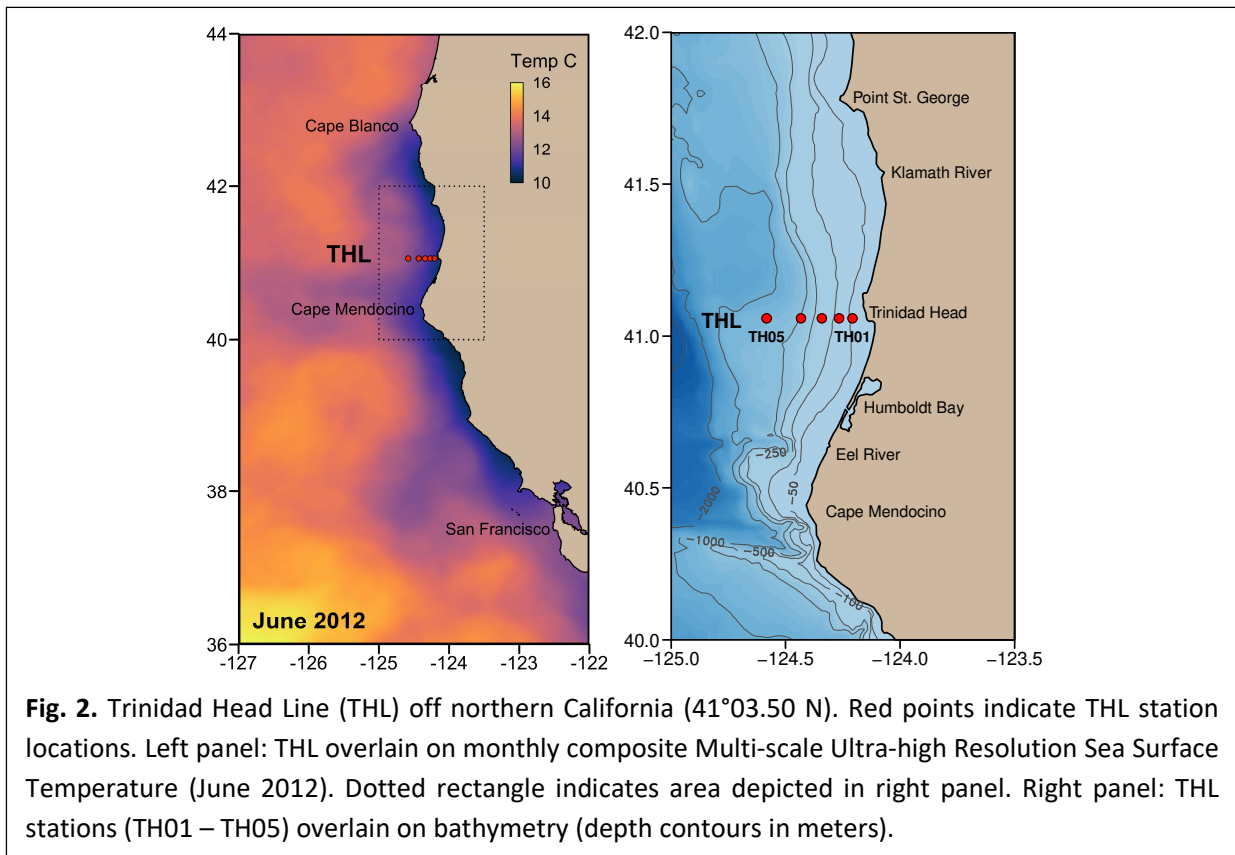 44
42
40
38
36
-127
-126
-125
-124
-123
-122
Temp C
16
14
12
10
Cape Blanco
THL
Cape Mendocino
San Francisco
June 2012
42.0
41.5
41.0
40.5
40.0
−125.0
−124.5
−124.0
−123.5
Point St. George
Klamath River
Trinidad Head
THL
TH05
TH01
Humboldt Bay
Eel River
Cape Mendocino
−250
−50
−2000
−1000
−500
−100
Fig. 2. Trinidad Head Line (THL) off northern California (41°03.50 N). Red points indicate THL station
locations. Left panel: THL overlain on monthly composite Multi-scale Ultra-high Resolution Sea Surface
Temperature (June 2012). Dotted rectangle indicates area depicted in right panel. Right panel: THL
stations (TH01 – TH05) overlain on bathymetry (depth contours in meters).